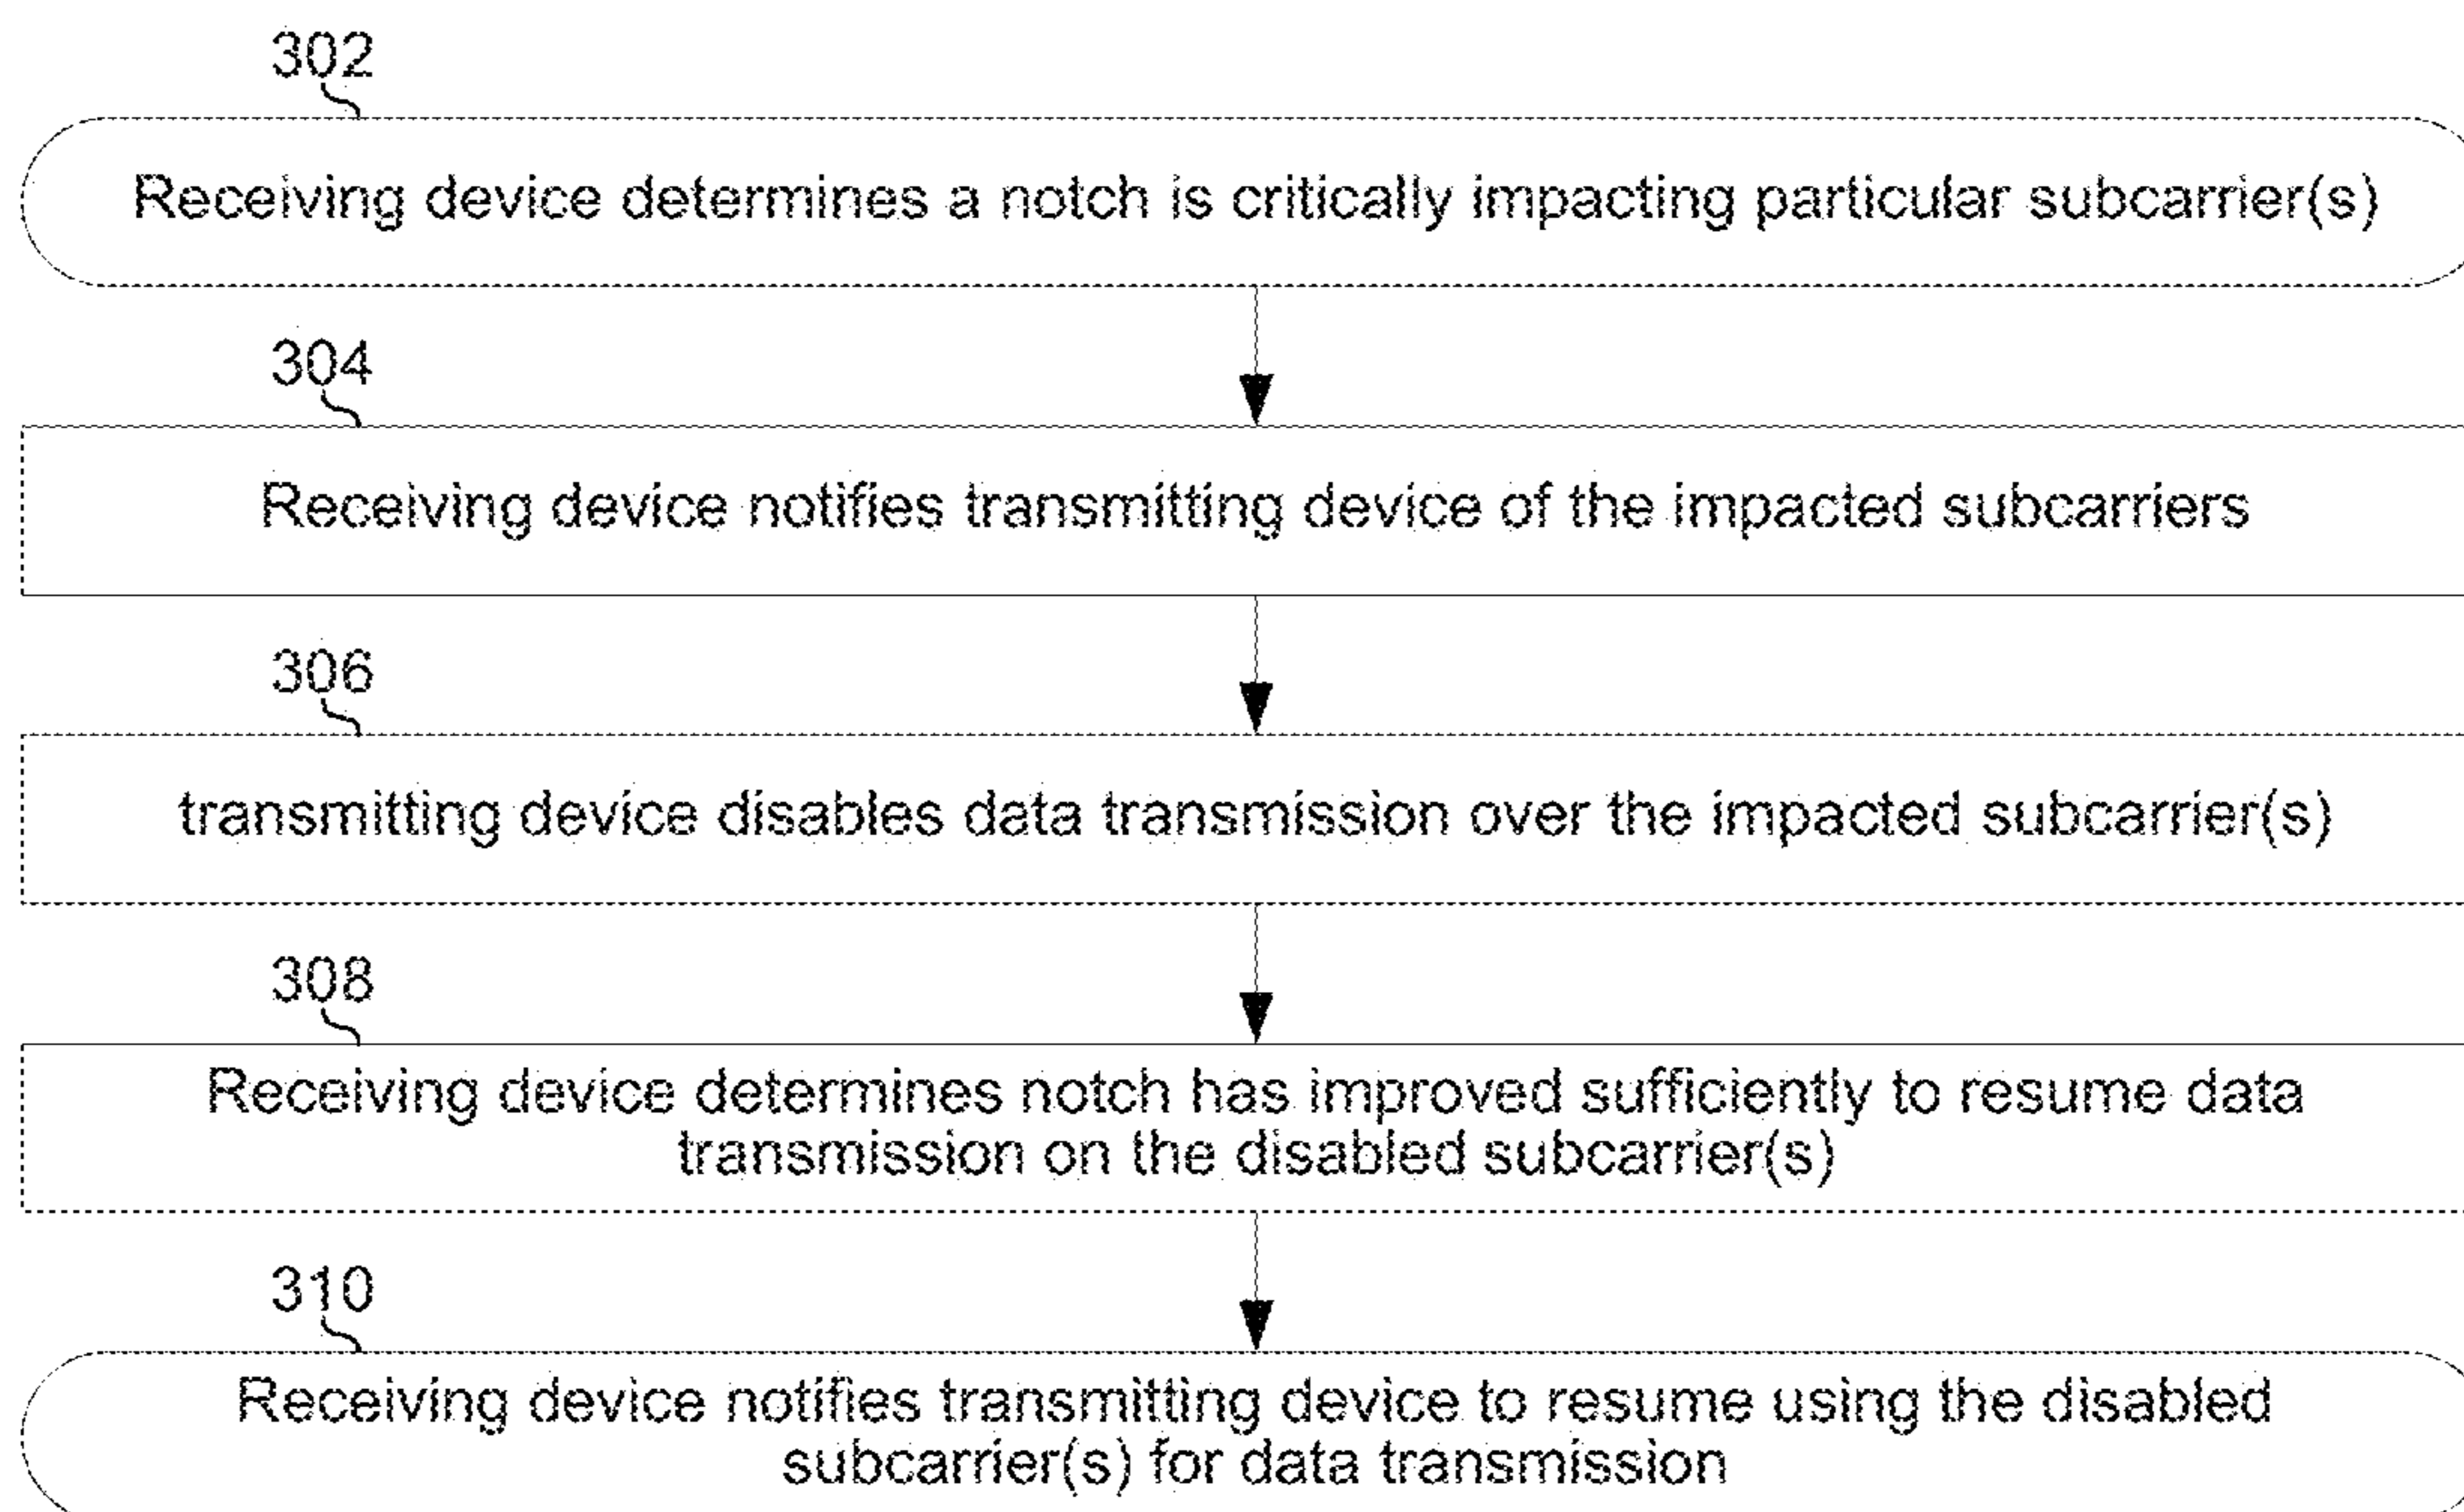 302
Receiving device determines a notch is critically impacting particular subcarrier(s)
304
Receiving device notifies transmitting device of the impacted subcarriers
306
transmitting device disables data transmission over the impacted subcarrier(s)
308
Receiving device determines notch has improved sufficiently to resume data
transmission on the disabled subcarrier(s)
310
Receiving device notifies transmitting device to resume using the disabled
subcarrier(s) for data transmission